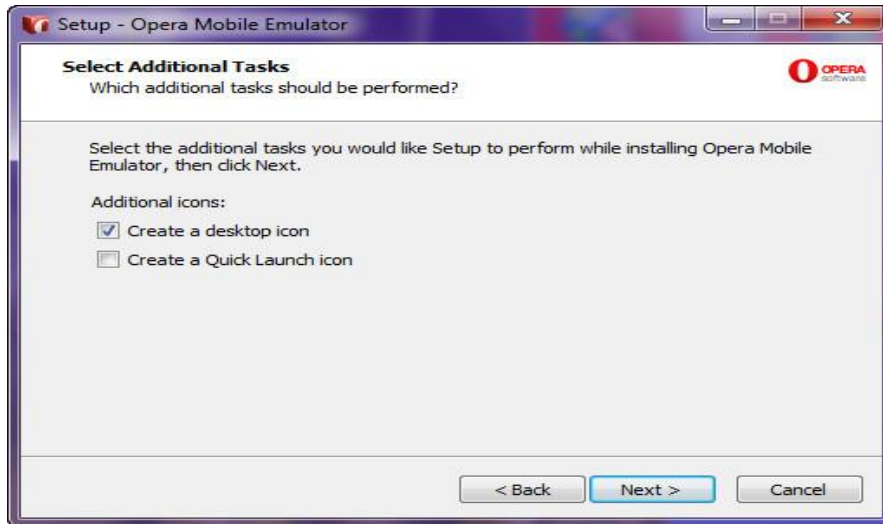 Setup - Opera Mobile Emulator
Select Additional Tasks
Which additional tasks should be performed?
OPERA
software
Select the additional tasks you would like Setup to perform while installing Opera Mobile
Emulator, then click Next.
Additional icons:
Create a desktop icon
Create a Quick Launch icon
< Back
Next >
Cancel